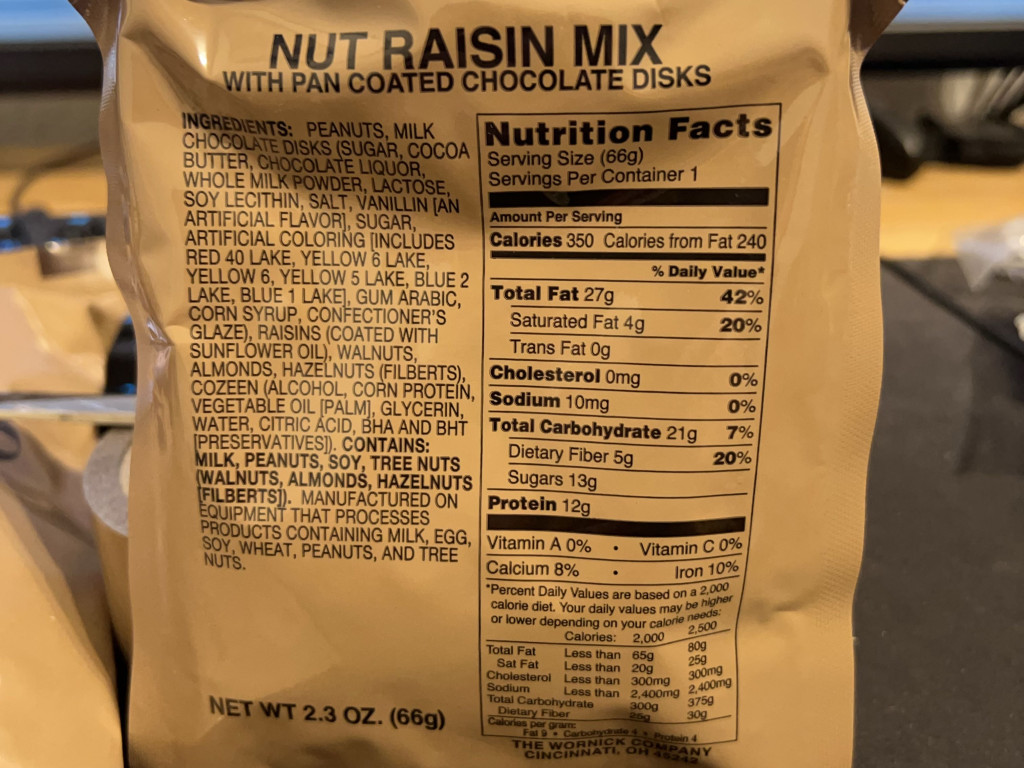 NUT RAISIN MIX
WITH PAN COATED CHOCOLATE DISKS
INGREDIENTS: PEANUTS, MILK
CHOCOLATE DISKS (SUGAR, COCOA
BUTTER, CHOCOLATE LIQUOR,
WHOLE MILK POWDER, LACTOSE,
SOY LECITHIN, SALT, VANILLIN [AN
ARTIFICIAL FLAVOR], SUGAR,
ARTIFICIAL COLORING [INCLUDES
RED 40 LAKE, YELLOW 6 LAKE,
YELLOW 6, YELLOW 5 LAKE, BLUE 2
LAKE, BLUE 1 LAKE], GUM ARABIC,
CORN SYRUP, CONFECTIONER'S
GLAZE), RAISINS (COATED WITH
SUNFLOWER OIL), WALNUTS,
ALMONDS, HAZELNUTS (FILBERTS),
COZEEN (ALCOHOL, CORN PROTEIN,
VEGETABLE OIL [PALM], GLYCERIN,
WATER, CITRIC ACID, BHA AND BHT
[PRESERVATIVES]). CONTAINS:
MILK, PEANUTS, SOY, TREE NUTS
(WALNUTS, ALMONDS, HAZELNUTS
[FILBERTS]). MANUFACTURED ON
EQUIPMENT THAT PROCESSES
PRODUCTS CONTAINING MILK, EGG,
SOY, WHEAT, PEANUTS, AND TREE
NUTS.
NET WT 2.3 OZ. (66g)
Nutrition Facts
Serving Size (66g)
Servings Per Container 1
Amount Per Serving
Calories 350 Calories from Fat 240
% Daily Value*
Total Fat 27g 42%
Saturated Fat 4g 20%
Trans Fat 0g
Cholesterol 0mg 0%
Sodium 10mg 0%
Total Carbohydrate 21g 7%
Dietary Fiber 5g 20%
Sugars 13g
Protein 12g
Vitamin A 0% • Vitamin C 0%
Calcium 8% • Iron 10%
*Percent Daily Values are based on a 2,000
calorie diet. Your daily values may be higher
or lower depending on your calorie needs:
Calories: 2,000 2,500
Total Fat Less than 65g 80g
Sat Fat Less than 20g 25g
Cholesterol Less than 300mg 300mg
Sodium Less than 2,400mg 2,400mg
Total Carbohydrate 300g 375g
Dietary Fiber 25g 30g
Calories per gram:
Fat 9 • Carbohydrate 4 • Protein 4
THE WORNICK COMPANY
CINCINNATI, OH 45242